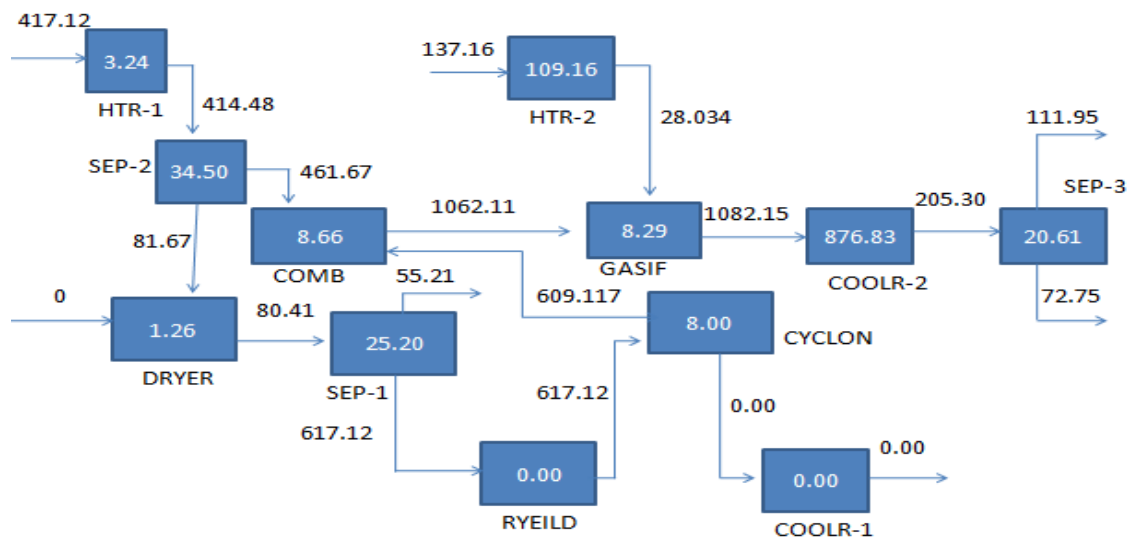 417.12
3.24
HTR-1
414.48
137.16
109.16
HTR-2
28.034
111.95
SEP-3
SEP-2
34.50
461.67
81.67
8.66
COMB
1062.11
8.29
GASIF
1082.15
876.83
COOLR-2
205.30
20.61
72.75
0
1.26
DRYER
80.41
55.21
25.20
SEP-1
609.117
8.00
CYCLON
617.12
617.12
0.00
RYEILD
0.00
0.00
COOLR-1
0.00